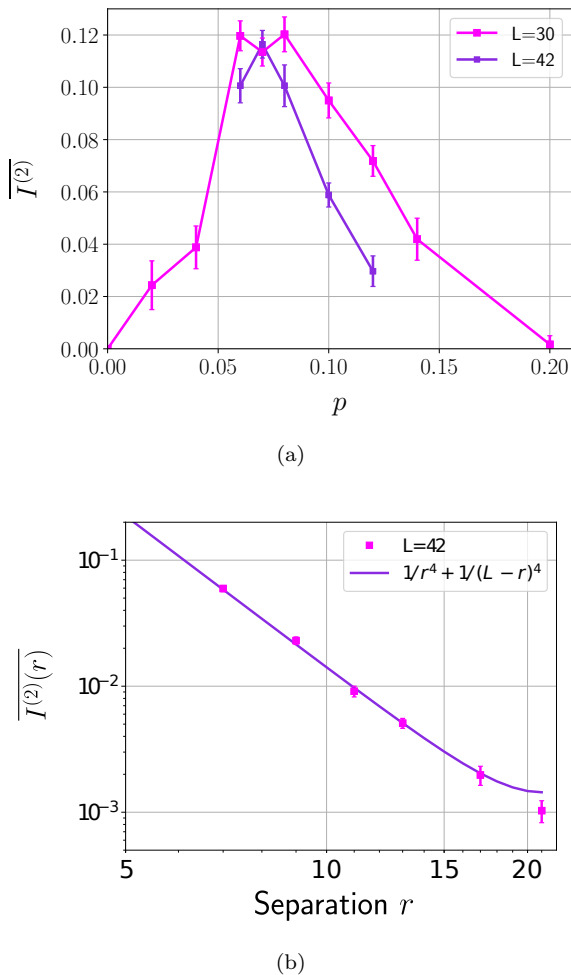 0.12
0.10
0.08
0.06
0.04
0.02
0.00
0.00 0.05 0.10 0.15 0.20
I^(2)
p
L=30
L=42
(a)
10^−1
10^−2
10^−3
5 10 15 20
I^(2)(r)
Separation r
L=42
1/r^4 + 1/(L − r)^4
(b)